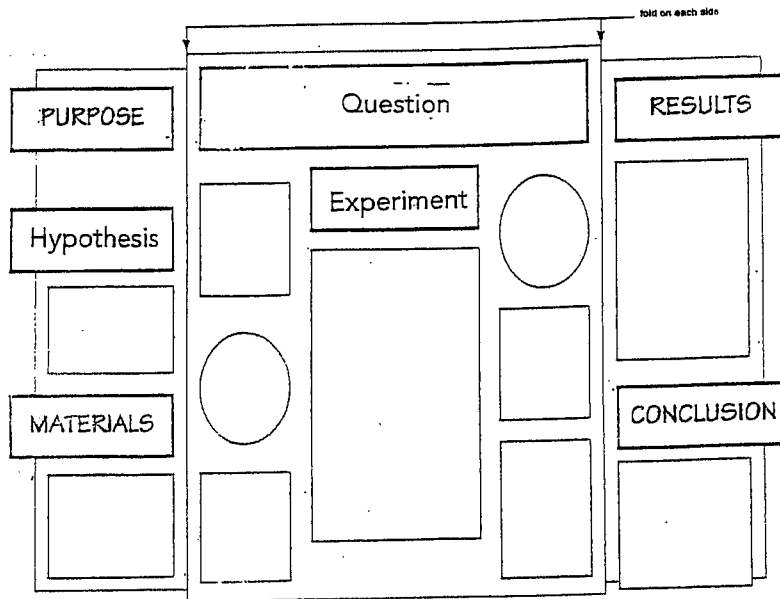 fold on each side
PURPOSE
Question
RESULTS
Experiment
Hypothesis
MATERIALS
CONCLUSION